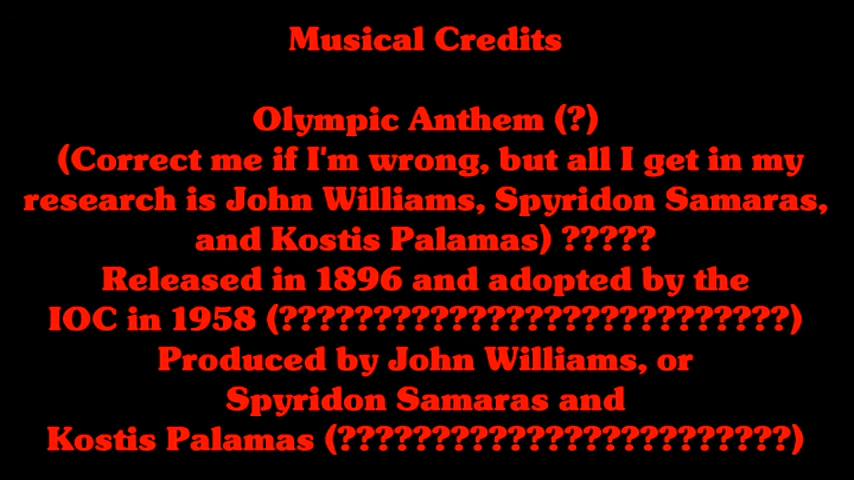 Musical Credits
Olympic Anthem (?)
(Correct me if I'm wrong, but all I get in my
research is John Williams, Spyridon Samaras,
and Kostis Palamas) ?????
Released in 1896 and adopted by the
IOC in 1958 (???????????????????????????)
Produced by John Williams, or
Spyridon Samaras and
Kostis Palamas (????????????????????????)